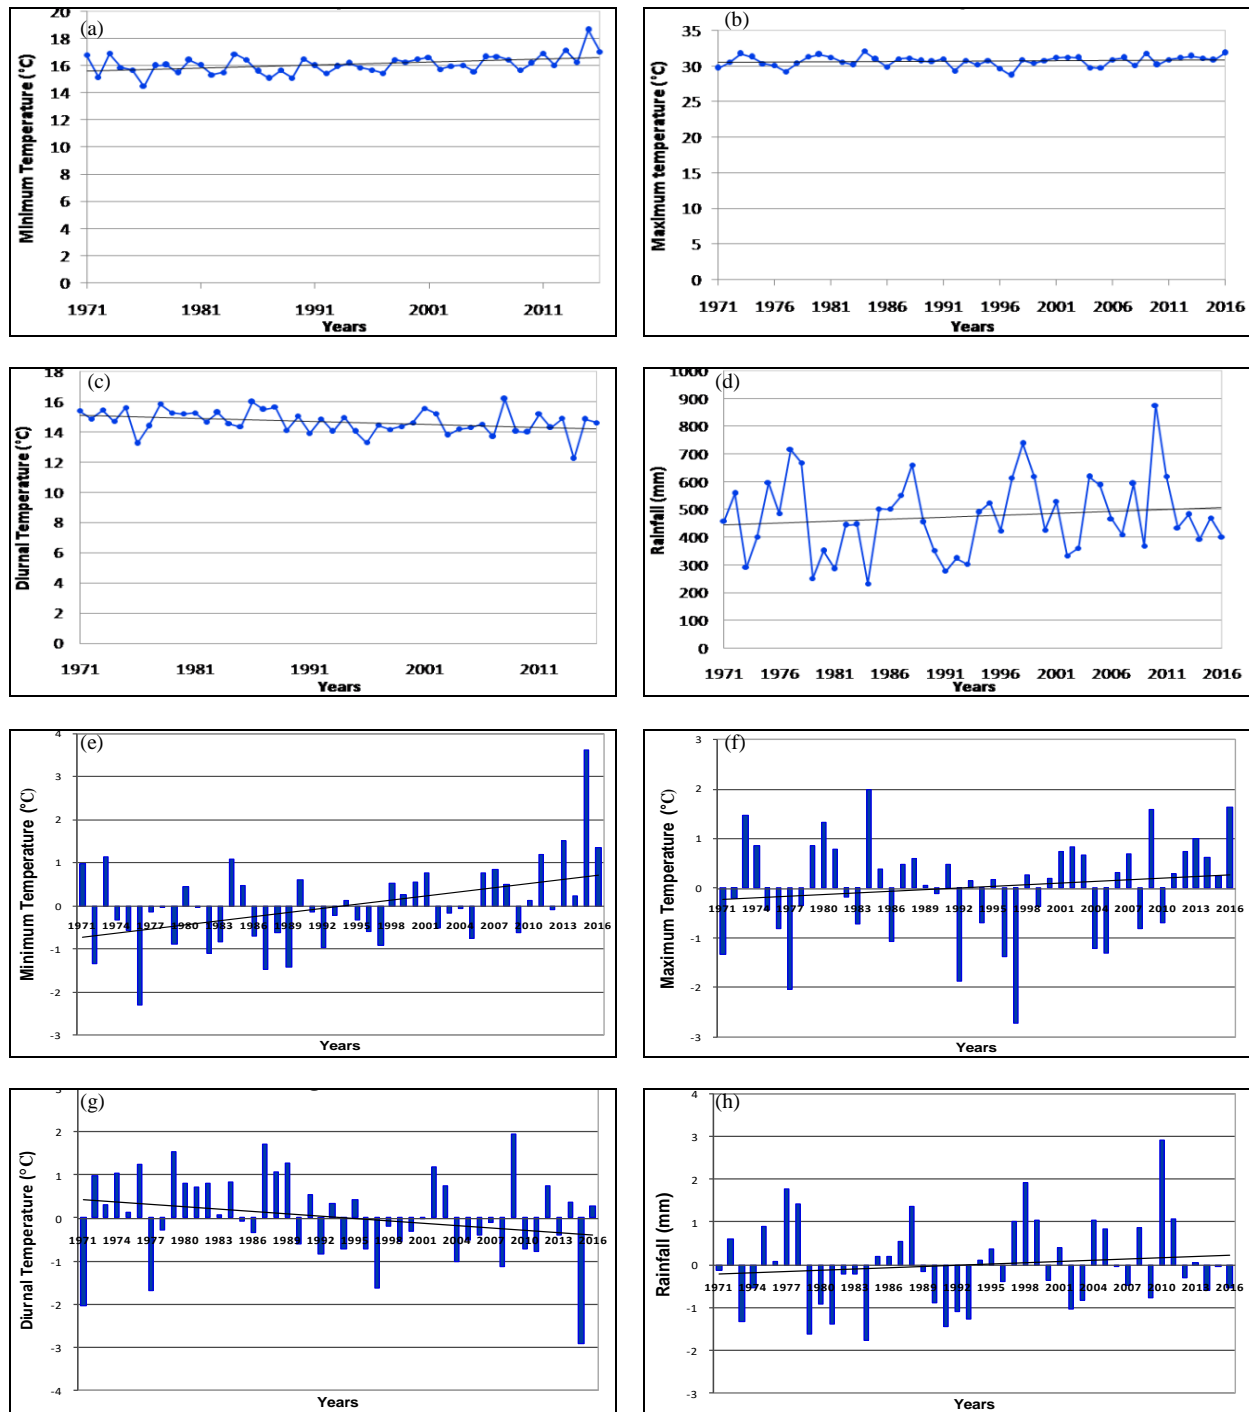 (a)
20
18
16
14
12
10
8
6
4
2
0
Minimum Temperature (°C)
1971 1981 1991 2001 2011
Years
(b)
35
30
25
20
15
10
5
0
Maximum temperature (°C)
1971 1976 1981 1986 1991 1996 2001 2006 2011 2016
Years
(c)
18
16
14
12
10
8
6
4
2
0
Diurnal Temperature (°C)
1971 1981 1991 2001 2011
Years
(d)
1000
900
800
700
600
500
400
300
200
100
000
Rainfall (mm)
1971 1976 1981 1986 1991 1996 2001 2006 2011 2016
Years
(e)
4
3
2
1
0
-1
-2
-3
Minimum Temperature (°C)
1971 1974 1977 1980 1983 1986 1989 1992 1995 1998 2001 2004 2007 2010 2013 2016
Years
(f)
3
2
1
0
-1
-2
-3
Maximum Temperature (°C)
1971 1974 1977 1980 1983 1986 1989 1992 1995 1998 2001 2004 2007 2010 2013 2016
Years
(g)
3
2
1
0
-1
-2
-3
-4
Diurnal Temperature (°C)
1971 1974 1977 1980 1983 1986 1989 1992 1995 1998 2001 2004 2007 2010 2013 2016
Years
(h)
4
3
2
1
0
-1
-2
-3
Rainfall (mm)
1971 1974 1977 1980 1983 1986 1989 1992 1995 1998 2001 2004 2007 2010 2013 2016
Years